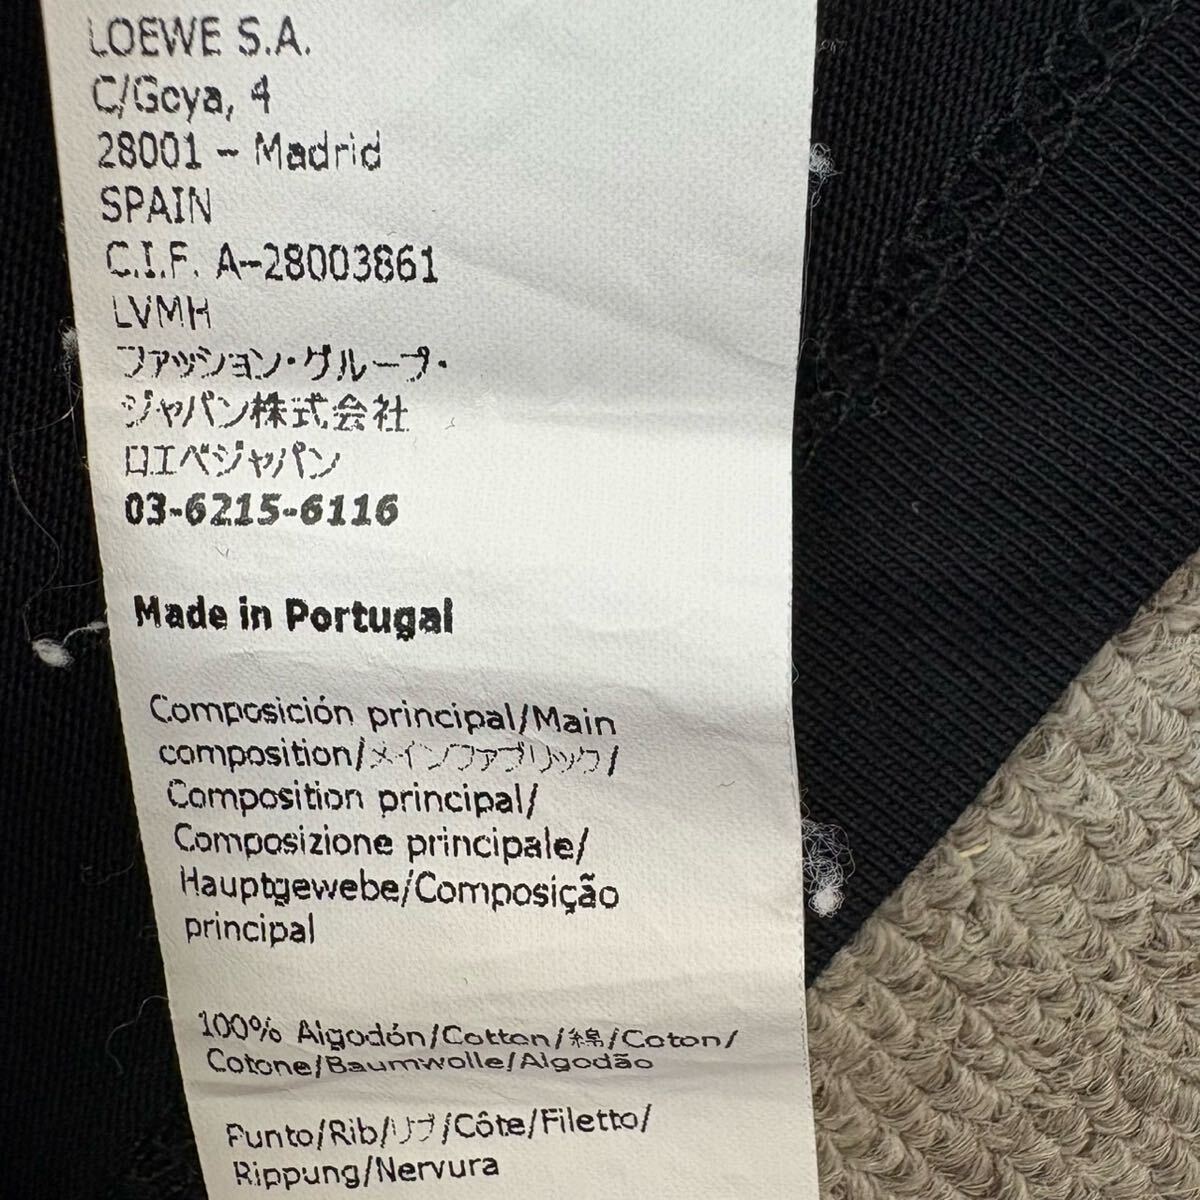 LOEWE S.A.
C/Goya, 4
28001 – Madrid
SPAIN
C.I.F. A-28003861
LVMH
ファッション・グループ・
ジャパン株式会社
ロエベジャパン
03-6215-6116
Made in Portugal
Composición principal/Main
composition/メインファブリック/
Composition principal/
Composizione principale/
Hauptgewebe/Composição
principal
100% Algodón/Cotton/綿/Coton/
Cotone/Baumwolle/Algodão
Punto/Rib/リブ/Côte/Filetto/
Rippung/Nervura